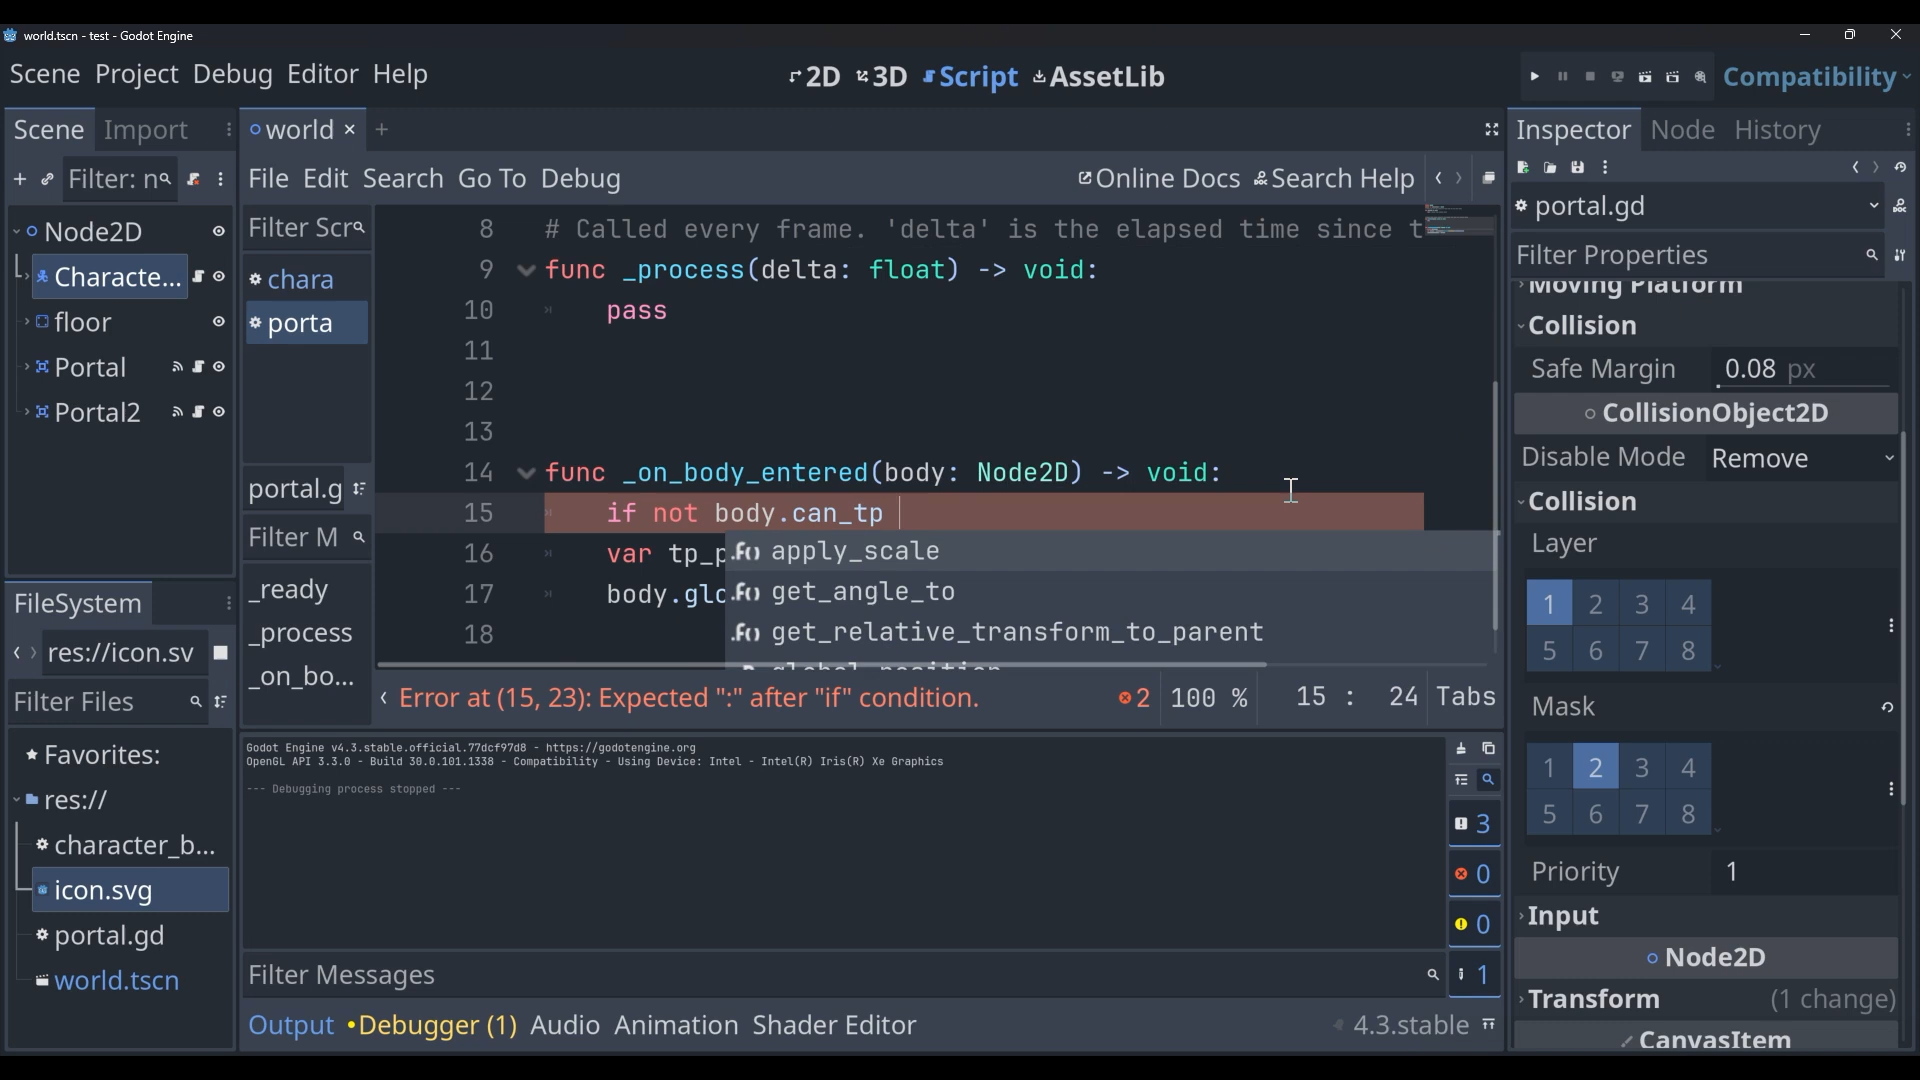 world.tscn - test - Godot Engine
Scene Project Debug Editor Help
2D 3D Script AssetLib
Compatibility
Scene Import
Filter: n
Node2D
Characte...
floor
Portal
Portal2
FileSystem
res://icon.sv
Filter Files
Favorites:
res://
character_b...
icon.svg
portal.gd
world.tscn
world
File Edit Search Go To Debug
Online Docs Search Help
Filter Scr
chara
porta
portal.g
Filter M
_ready
_process
_on_bo...
8 # Called every frame. 'delta' is the elapsed time since t
9 func _process(delta: float) -> void:
10 pass
11
12
13
14 func _on_body_entered(body: Node2D) -> void:
15 if not body.can_tp
16 var tp_p
17 body.glo
18
apply_scale
get_angle_to
get_relative_transform_to_parent
global_position
Error at (15, 23): Expected ":" after "if" condition.
2 100 % 15 : 24 Tabs
Godot Engine v4.3.stable.official.77dcf97d8 - https://godotengine.org
OpenGL API 3.3.0 - Build 30.0.101.1338 - Compatibility - Using Device: Intel - Intel(R) Iris(R) Xe Graphics
--- Debugging process stopped ---
3
0
0
1
Filter Messages
Output Debugger (1) Audio Animation Shader Editor
4.3.stable
Inspector Node History
portal.gd
Filter Properties
Moving Platform
Collision
Safe Margin 0.08 px
CollisionObject2D
Disable Mode Remove
Collision
Layer
1 2 3 4
5 6 7 8
Mask
1 2 3 4
5 6 7 8
Priority 1
Input
Node2D
Transform (1 change)
CanvasItem